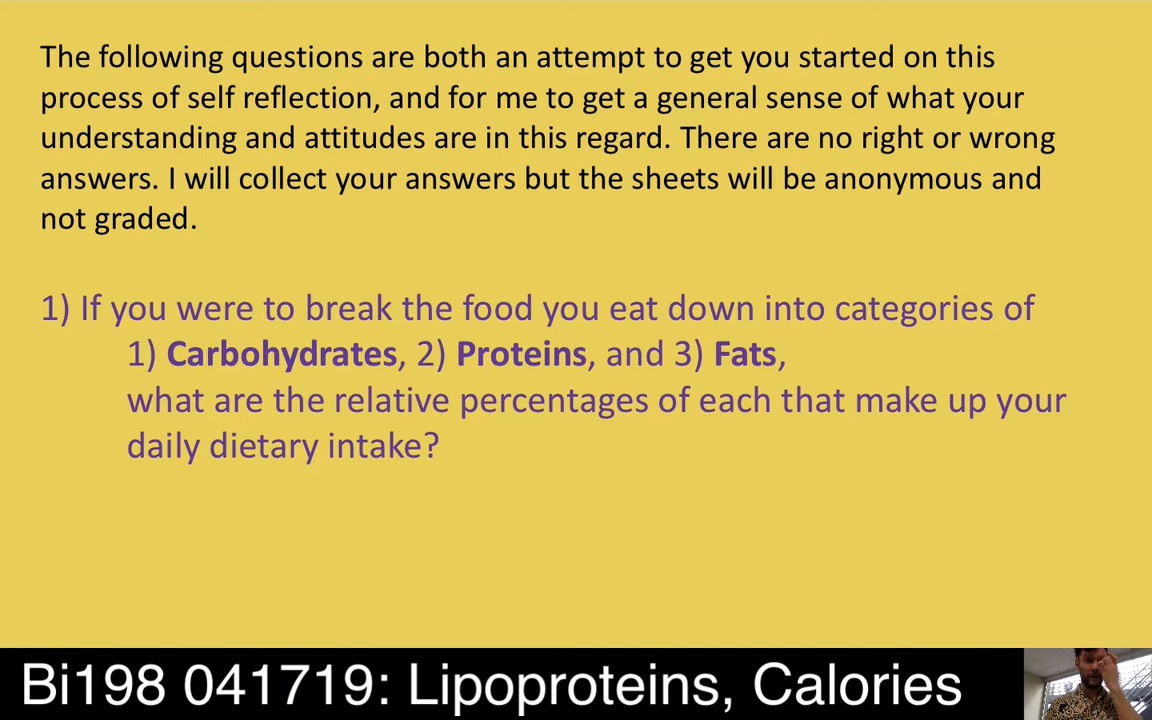 The following questions are both an attempt to get you started on this
process of self reflection, and for me to get a general sense of what your
understanding and attitudes are in this regard. There are no right or wrong
answers. I will collect your answers but the sheets will be anonymous and
not graded.
1) If you were to break the food you eat down into categories of
1) Carbohydrates, 2) Proteins, and 3) Fats,
what are the relative percentages of each that make up your
daily dietary intake?
Bi198 041719: Lipoproteins, Calories